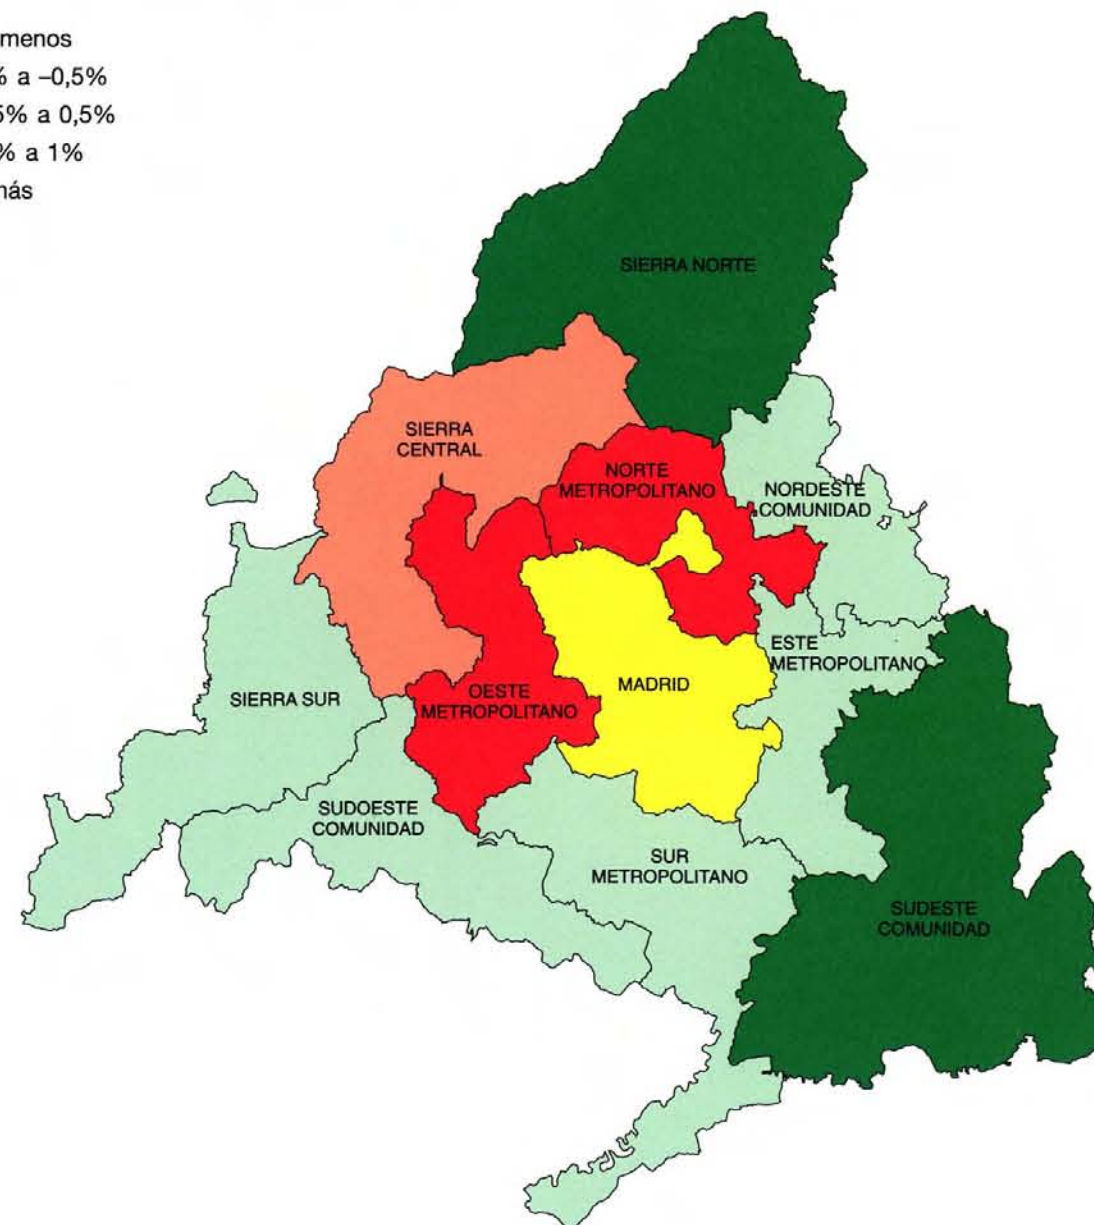 menos
% a –0,5%
5% a 0,5%
% a 1%
nás
SIERRA NORTE
SIERRA
CENTRAL
NORTE
METROPOLITANO
NORDESTE
COMUNIDAD
ESTE
METROPOLITANO
SIERRA SUR
OESTE
METROPOLITANO
MADRID
SUDOESTE
COMUNIDAD
SUR
METROPOLITANO
SUDESTE
COMUNIDAD